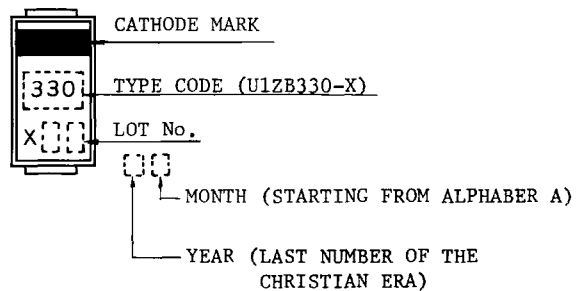 CATHODE MARK
330
TYPE CODE (U1ZB330-X)
X
LOT No.
MONTH (STARTING FROM ALPHABER A)
YEAR (LAST NUMBER OF THE
CHRISTIAN ERA)